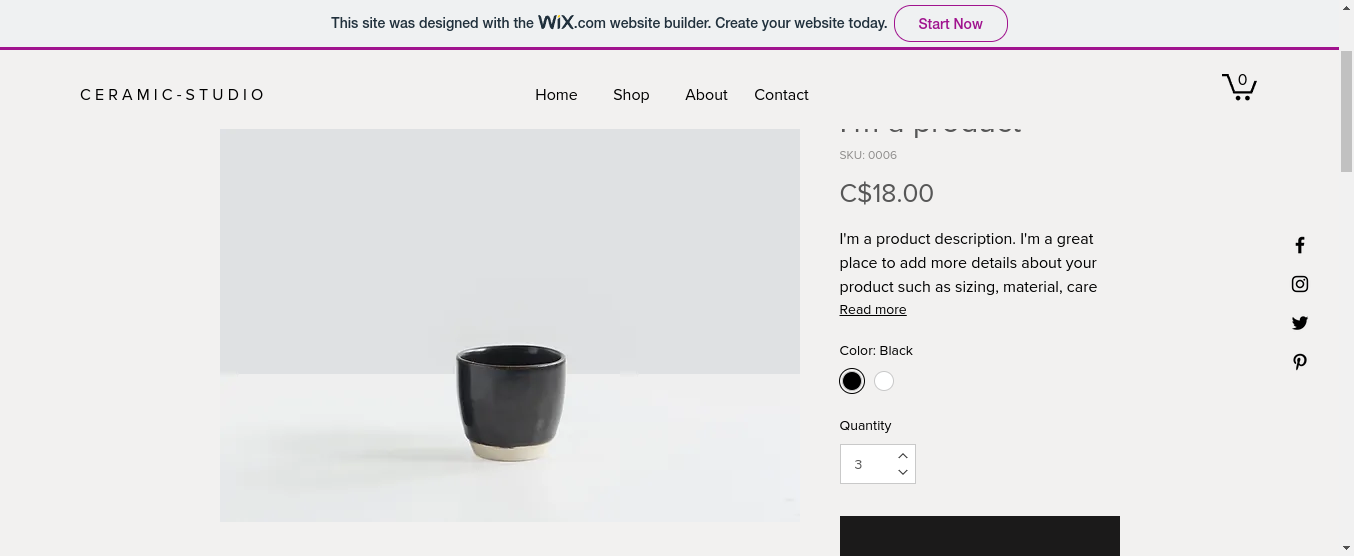 This site was designed with the WiX.com website builder. Create your website today.
Start Now
CERAMIC-STUDIO
Home
Shop
About
Contact
0
I'm a product
SKU: 0006
C$18.00
I'm a product description. I'm a great
place to add more details about your
product such as sizing, material, care
Read more
Color: Black
Quantity
3